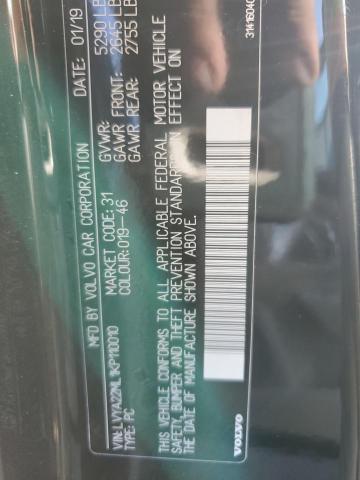 MFD BY VOLVO CAR CORPORATION
DATE: 01/19
GVWR: 5290 LB
GAWR FRONT: 2645 LB
GAWR REAR: 2755 LB
VIN: LVYA22ML1KP110010
TYPE: PC
MARKET CODE: 31
COLOUR: 019-46
THIS VEHICLE CONFORMS TO ALL APPLICABLE FEDERAL MOTOR VEHICLE
SAFETY, BUMPER AND THEFT PREVENTION STANDARDS IN EFFECT ON
THE DATE OF MANUFACTURE SHOWN ABOVE.
VOLVO